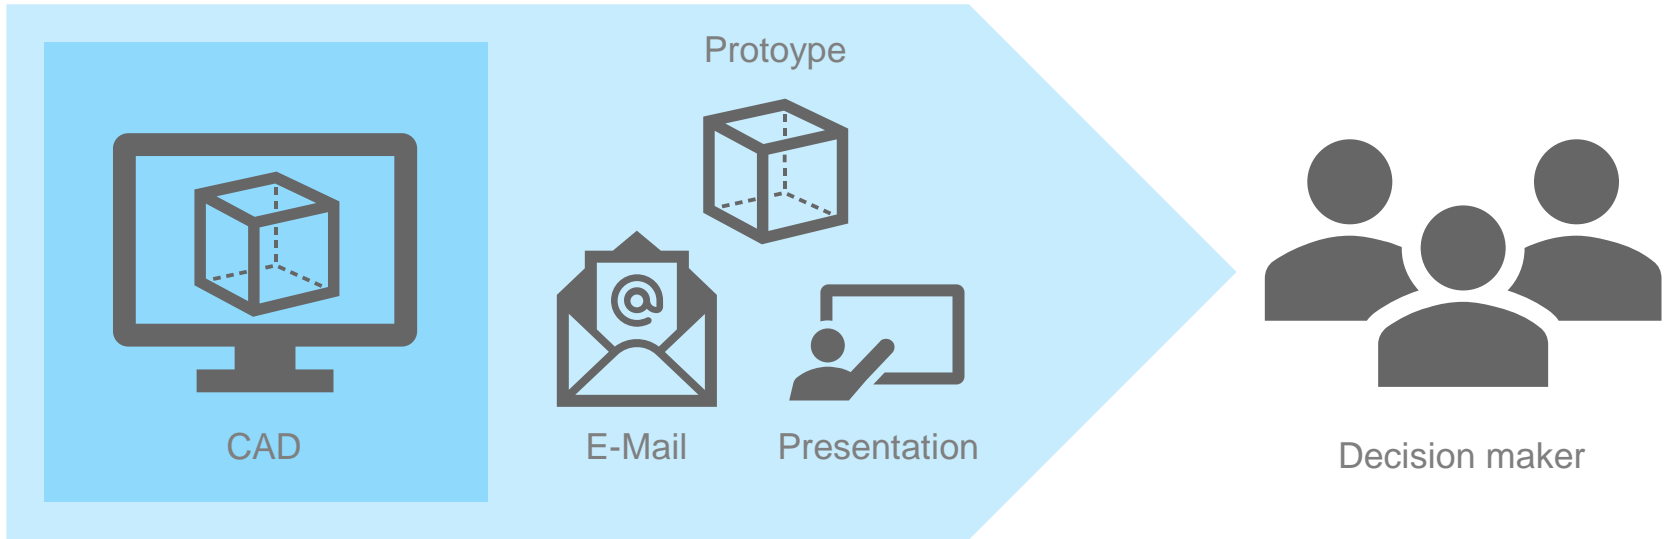 Protoype
@
CAD
E-Mail
Presentation
Decision maker